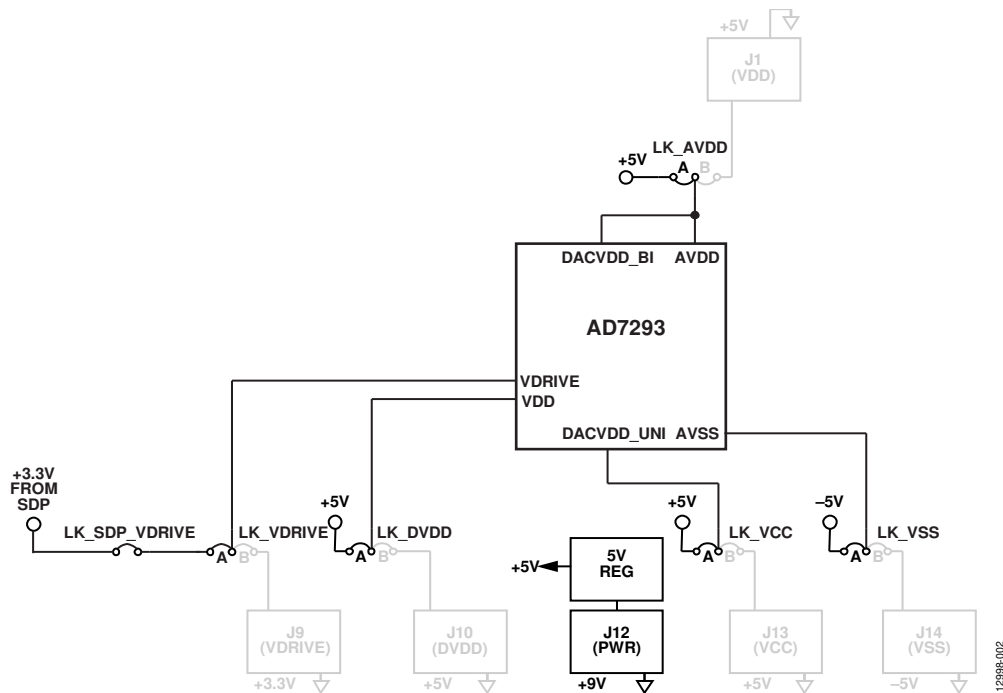 +5V
J1
(VDD)
LK_AVDD
+5V
A
B
DACVDD_BI AVDD
AD7293
VDRIVE
VDD
DACVDD_UNI AVSS
+3.3V
FROM
SDP
LK_SDP_VDRIVE
A
B
LK_VDRIVE
+5V
LK_DVDD
A
B
+5V
LK_VCC
A
B
–5V
LK_VSS
A
B
+5V
5V
REG
J9
(VDRIVE)
+3.3V
J10
(DVDD)
+5V
J12
(PWR)
+9V
J13
(VCC)
+5V
J14
(VSS)
–5V
12998-002